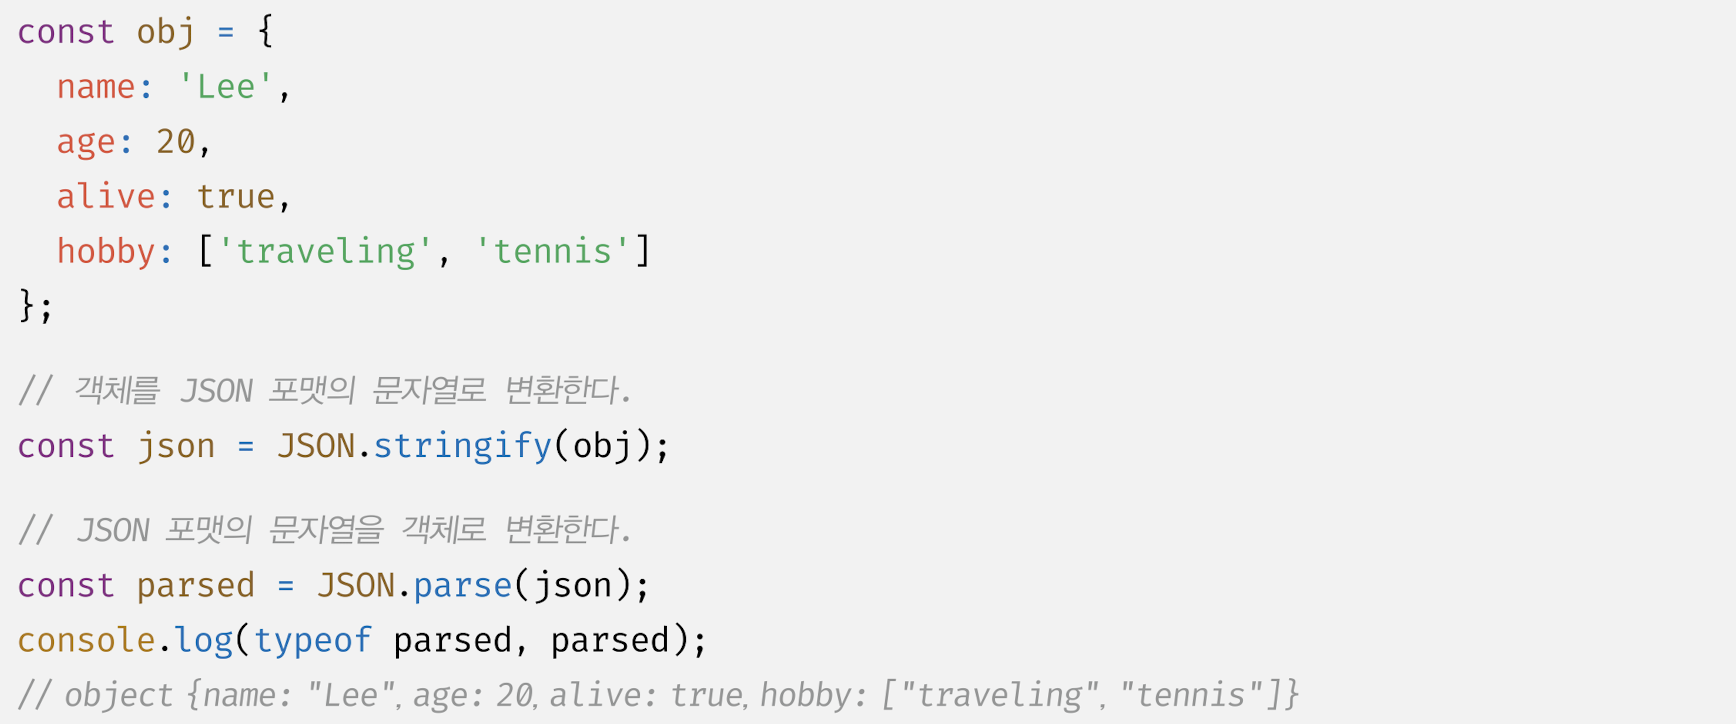 const obj = {
  name: 'Lee',
  age: 20,
  alive: true,
  hobby: ['traveling', 'tennis']
};
// 객체를 JSON 포맷의 문자열로 변환한다.
const json = JSON.stringify(obj);
// JSON 포맷의 문자열을 객체로 변환한다.
const parsed = JSON.parse(json);
console.log(typeof parsed, parsed);
// object {name: "Lee", age: 20, alive: true, hobby: ["traveling", "tennis"]}